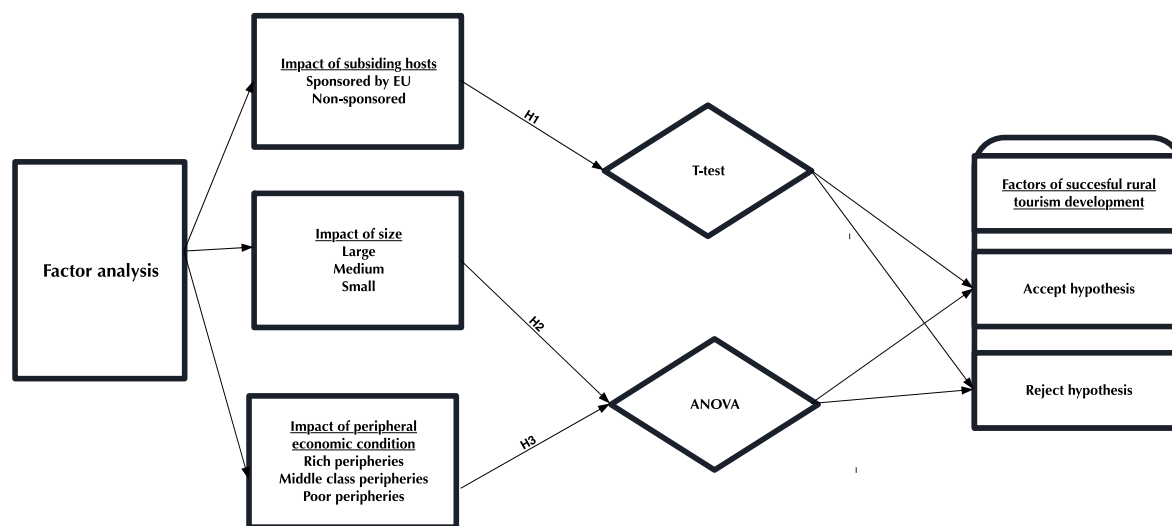 Factor analysis
Impact of subsiding hosts
Sponsored by EU
Non-sponsored
Impact of size
Large
Medium
Small
Impact of peripheral
economic condition
Rich peripheries
Middle class peripheries
Poor peripheries
H1
H2
H3
T-test
ANOVA
Factors of succesful rural
tourism development
Accept hypothesis
Reject hypothesis